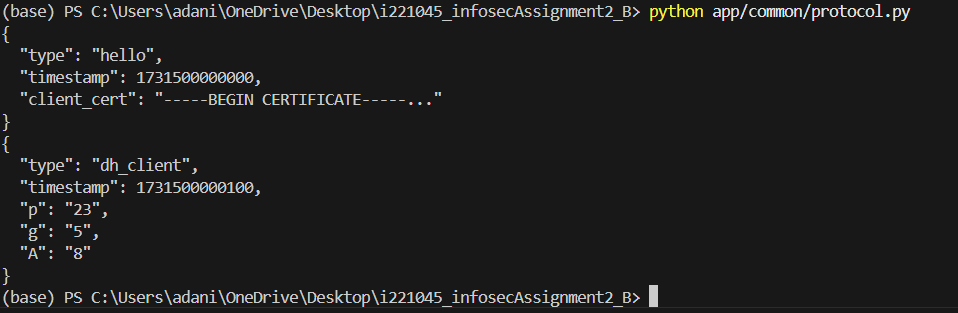 (base) PS C:\Users\adani\OneDrive\Desktop\i221045_infosecAssignment2_B> python app/common/protocol.py
{
  "type": "hello",
  "timestamp": 1731500000000,
  "client_cert": "-----BEGIN CERTIFICATE-----..."
}
{
  "type": "dh_client",
  "timestamp": 1731500000100,
  "p": "23",
  "g": "5",
  "A": "8"
}
(base) PS C:\Users\adani\OneDrive\Desktop\i221045_infosecAssignment2_B>